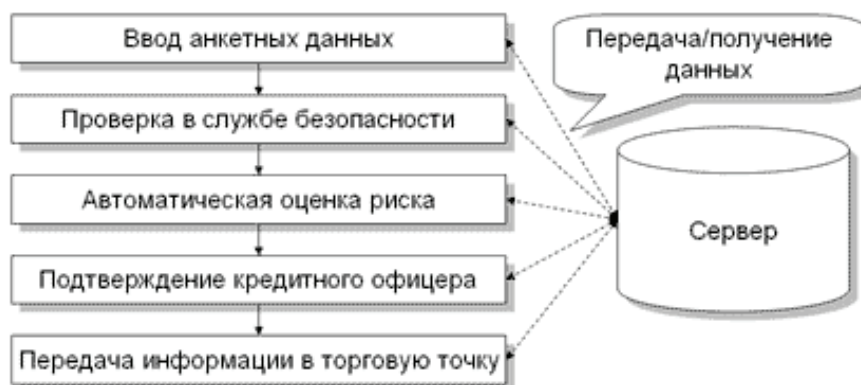 Ввод анкетных данных
Передача/получение
данных
Проверка в службе безопасности
Автоматическая оценка риска
Сервер
Подтверждение кредитного офицера
Передача информации в торговую точку